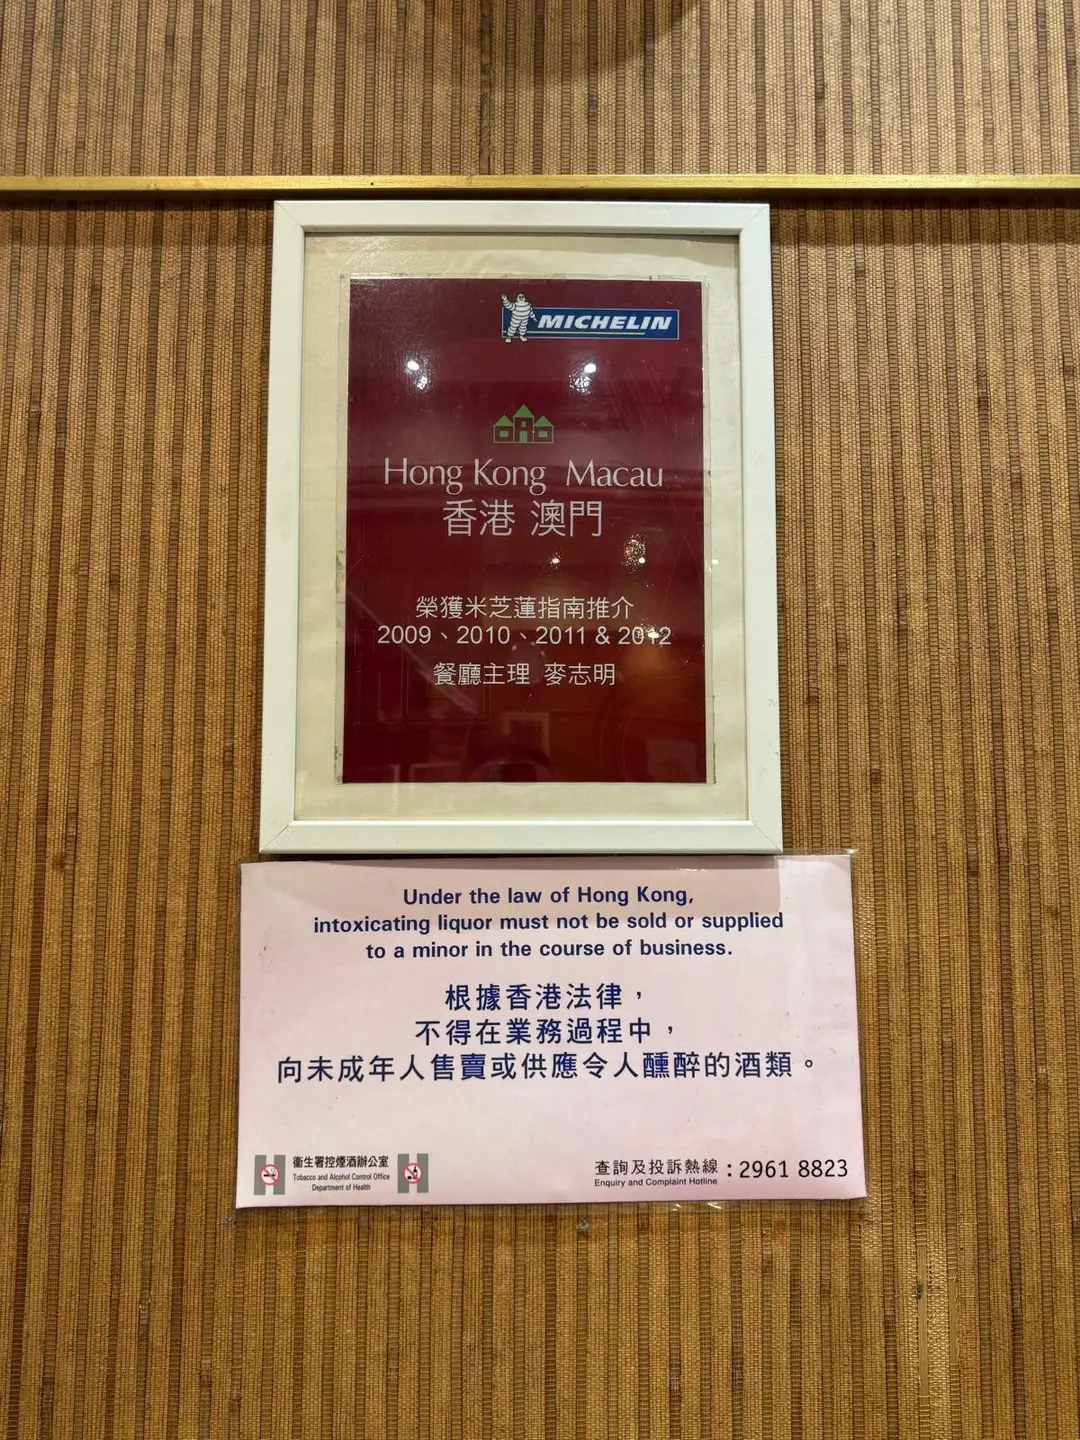 MICHELIN
Hong Kong Macau
香港 澳門
榮獲米芝蓮指南推介
2009、2010、2011 & 2012
餐廳主理 麥志明
Under the law of Hong Kong,
intoxicating liquor must not be sold or supplied
to a minor in the course of business.
根據香港法律，
不得在業務過程中，
向未成年人售賣或供應令人醺醉的酒類。
衞生署控煙酒辦公室
Tobacco and Alcohol Control Office
Department of Health
查詢及投訴熱線：2961 8823
Enquiry and Complaint Hotline